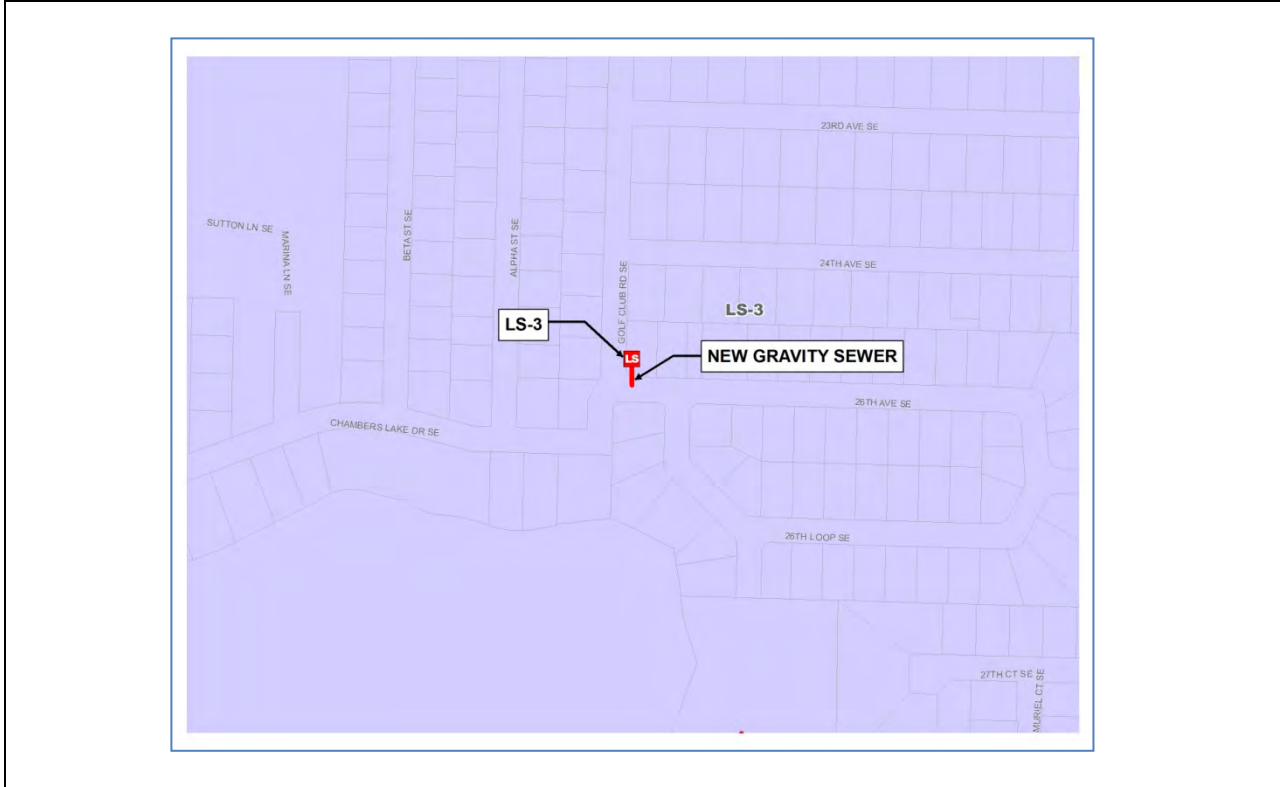 23RD AVE SE
SUTTON LN SE
MARINA LN SE
BETA ST SE
ALPHA ST SE
GOLF CLUB RD SE
24TH AVE SE
LS-3
LS-3
LS
NEW GRAVITY SEWER
26TH AVE SE
CHAMBERS LAKE DR SE
26TH LOOP SE
27TH CT SE
MURIEL CT SE